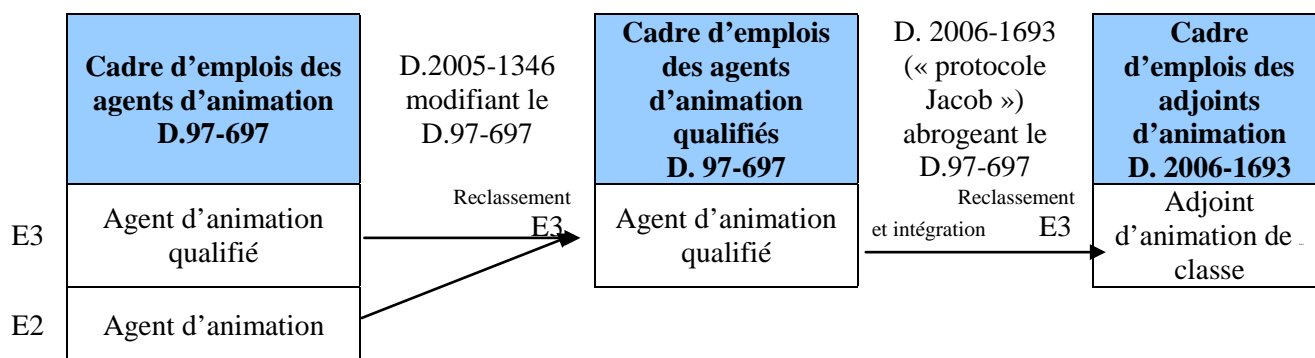 Cadre d'emplois des
agents d'animation
D.97-697
D.2005-1346
modifiant le
D.97-697
Cadre d'emplois
des agents
d'animation
qualifiés
D. 97-697
D. 2006-1693
(« protocole
Jacob »)
abrogeant le
D.97-697
Cadre
d'emplois des
adjoints
d'animation
D. 2006-1693
E3
Agent d'animation
qualifié
Reclassement
E3
Agent d'animation
qualifié
Reclassement
et intégration E3
Adjoint
d'animation de
classe
E2
Agent d'animation